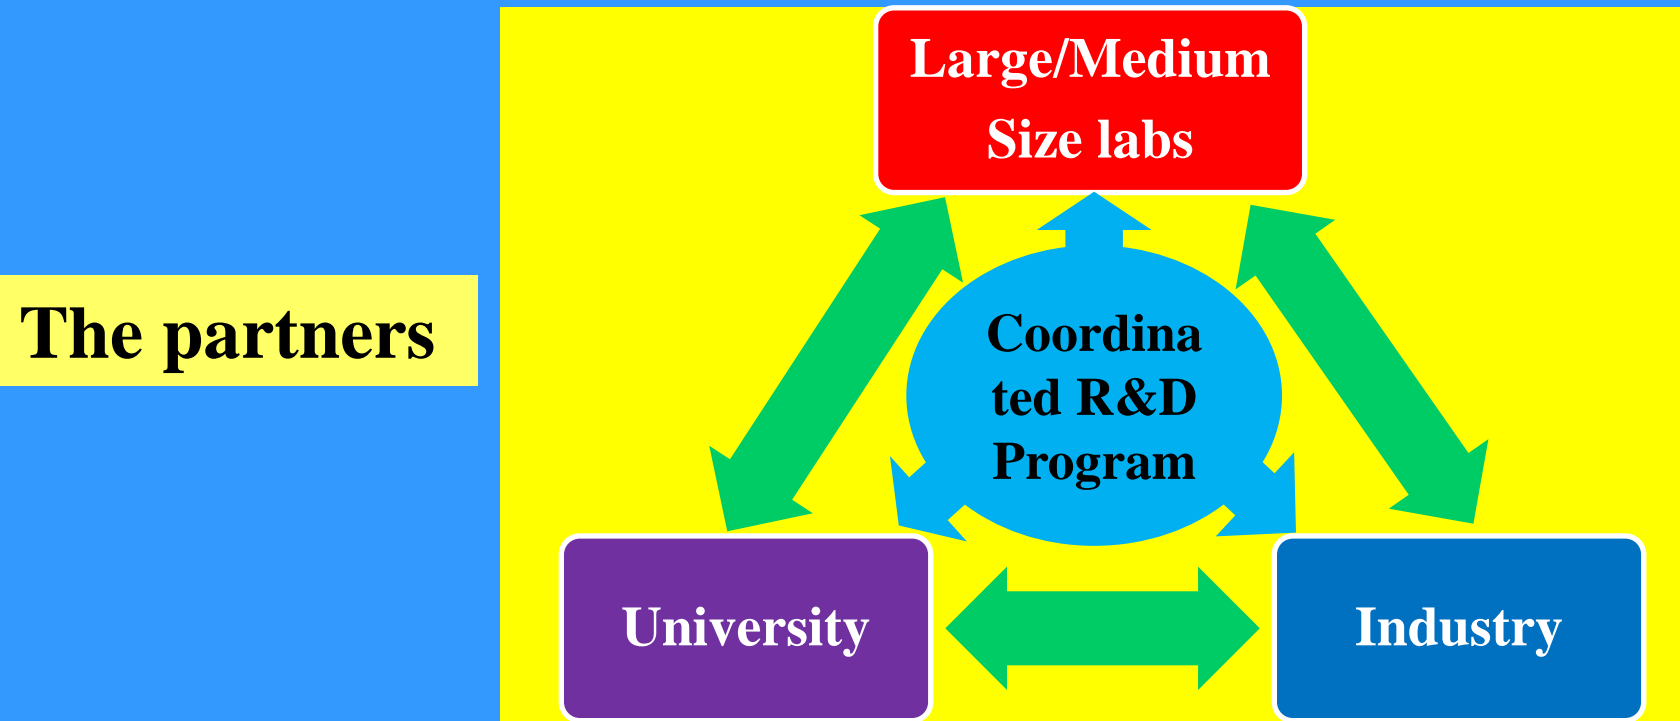 The partners
Large/Medium
Size labs
Coordina
ted R&D
Program
University
Industry